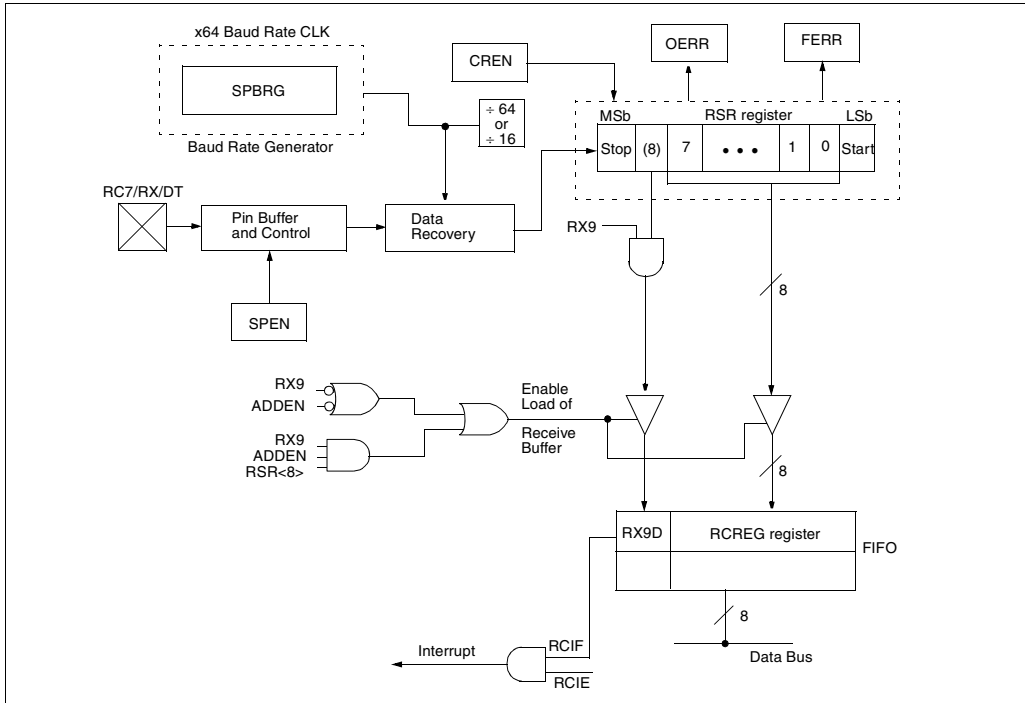 x64 Baud Rate CLK
SPBRG
Baud Rate Generator
÷ 64
or
÷ 16
CREN
OERR
FERR
MSb
RSR register
LSb
Stop
(8)
7
• • •
1
0
Start
RC7/RX/DT
Pin Buffer
and Control
Data
Recovery
SPEN
RX9
8
RX9
ADDEN
RX9
ADDEN
RSR<8>
Enable
Load of
Receive
Buffer
8
RX9D
RCREG register
FIFO
8
Data Bus
Interrupt
RCIF
RCIE